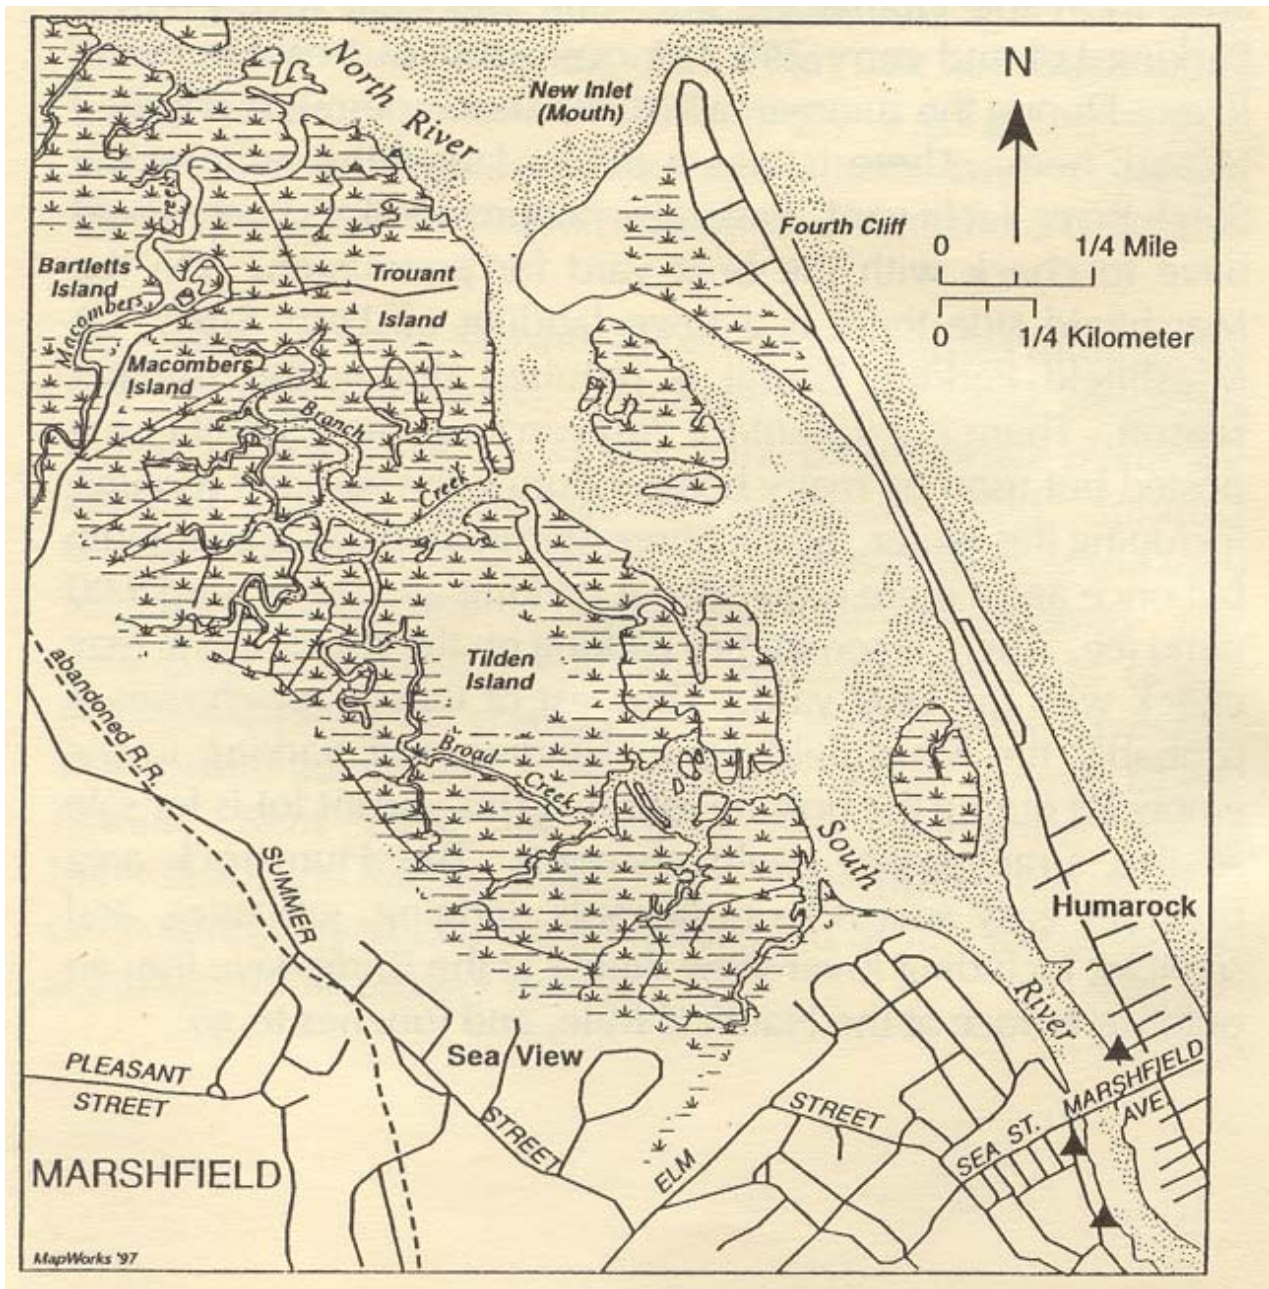 N
North River
New Inlet
(Mouth)
Fourth Cliff
0 1/4 Mile
0 1/4 Kilometer
Creek
Bartletts
Island
Macombers
Trouant
Island
Macombers
Island
Branch
Creek
Tilden
Island
abandoned R.R.
Broad
Creek
South
SUMMER
Humarock
River
Sea View
PLEASANT
STREET
STREET
STREET
MARSHFIELD
AVE.
SEA ST.
ELM
MARSHFIELD
MapWorks '97